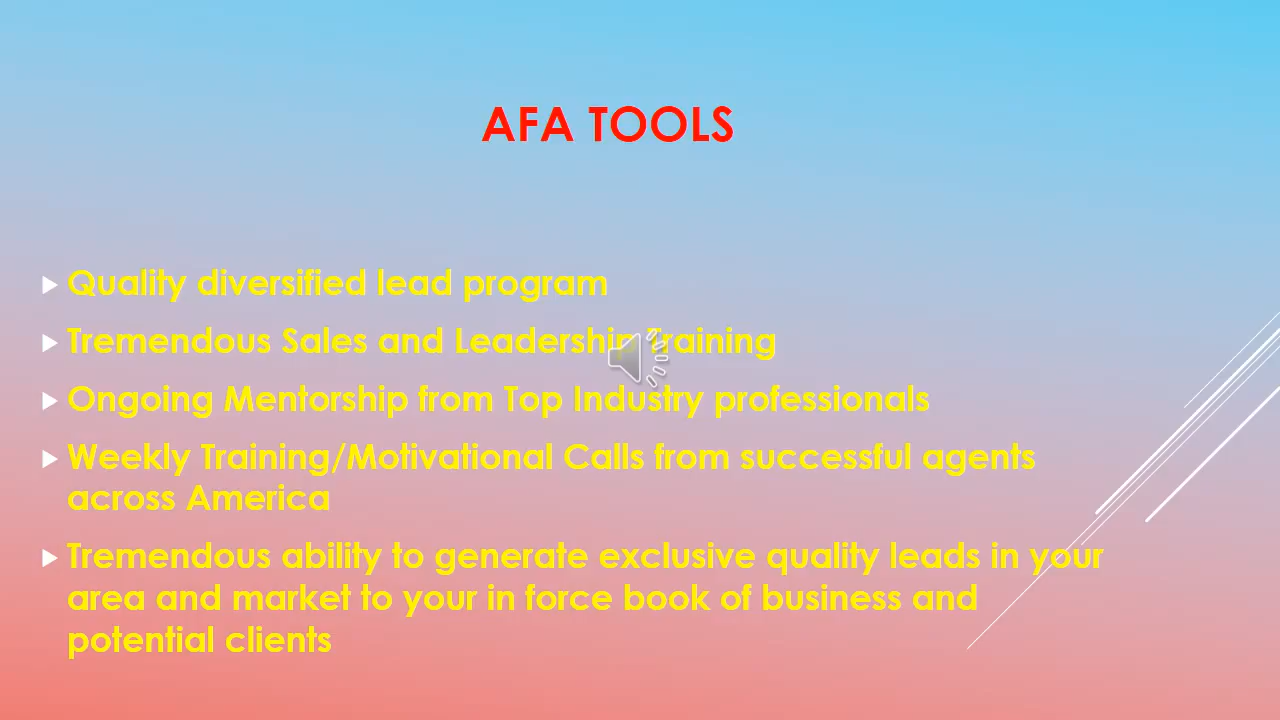 AFA TOOLS
Quality diversified lead program
Tremendous Sales and Leadership Training
Ongoing Mentorship from Top Industry professionals
Weekly Training/Motivational Calls from successful agents
across America
Tremendous ability to generate exclusive quality leads in your
area and market to your in force book of business and
potential clients